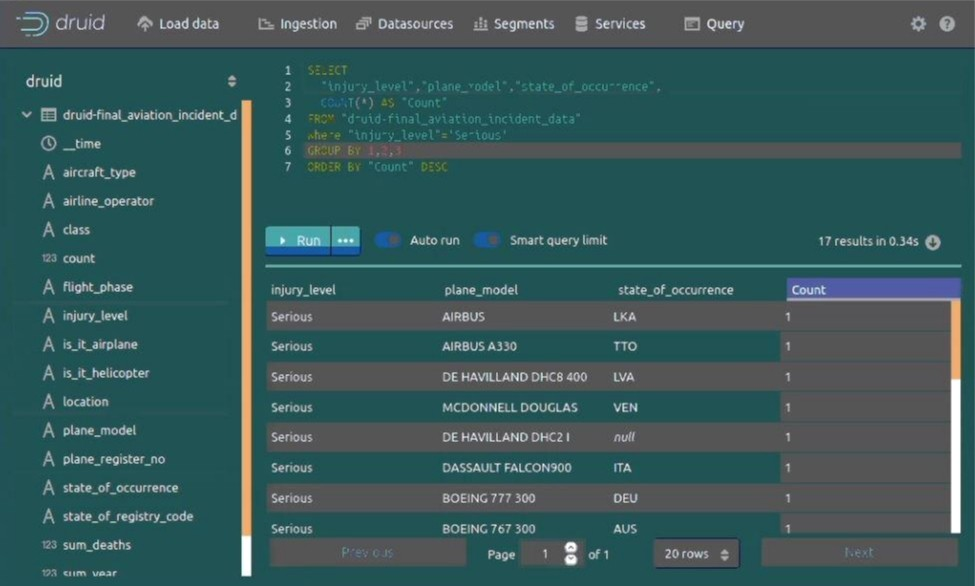 druid
Load data
Ingestion
Datasources
Segments
Services
Query
druid
druid-final_aviation_incident_d
__time
aircraft_type
airline_operator
class
123 count
flight_phase
injury_level
is_it_airplane
is_it_helicopter
location
plane_model
plane_register_no
state_of_occurrence
state_of_registry_code
123 sum_deaths
123 sum_year
1 SELECT
2 "injury_level","plane_model","state_of_occurrence",
3 COUNT(*) AS "Count"
4 FROM "druid-final_aviation_incident_data"
5 where "injury_level"='Serious'
6 GROUP BY 1,2,3
7 ORDER BY "Count" DESC
Run
Auto run
Smart query limit
17 results in 0.34s
injury_level plane_model state_of_occurrence Count
Serious AIRBUS LKA 1
Serious AIRBUS A330 TTO 1
Serious DE HAVILLAND DHC8 400 LVA 1
Serious MCDONNELL DOUGLAS VEN 1
Serious DE HAVILLAND DHC2 I null 1
Serious DASSAULT FALCON900 ITA 1
Serious BOEING 777 300 DEU 1
Serious BOEING 767 300 AUS 1
Previous
Page 1 of 1
20 rows
Next